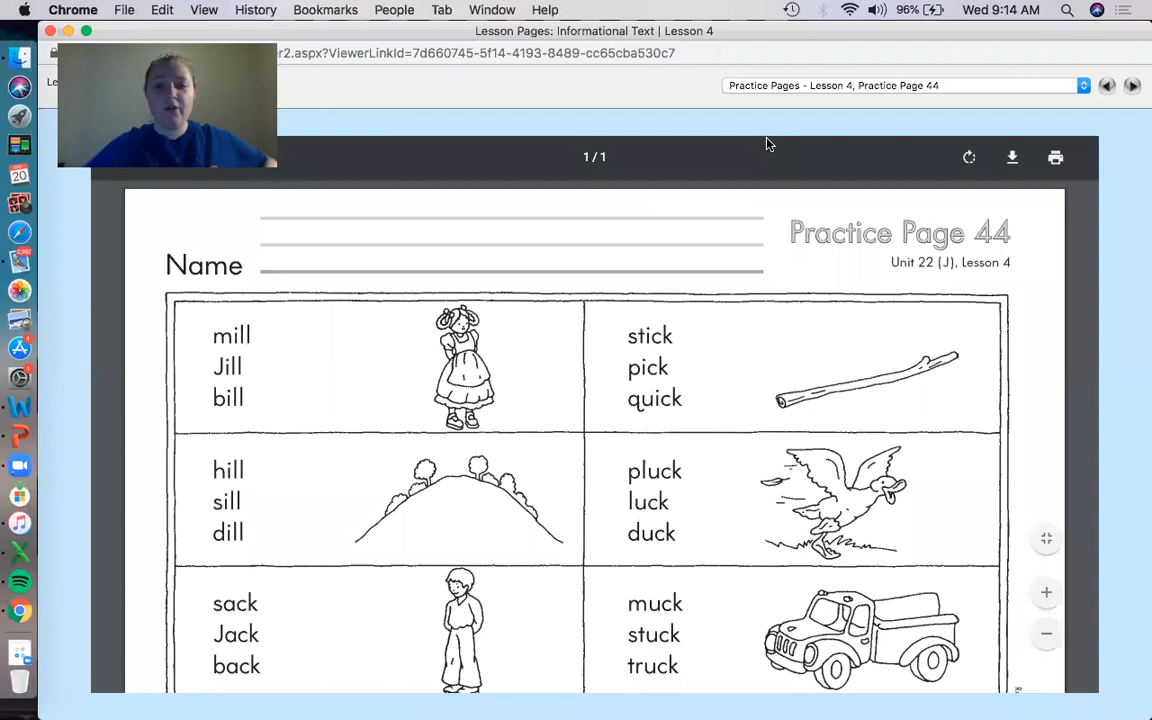 Chrome File Edit View History Bookmarks People Tab Window Help 96% Wed 9:14 AM
Lesson Pages: Informational Text | Lesson 4
r2.aspx?ViewerLinkId=7d660745-5f14-4193-8489-cc65cba530c7
Le
Practice Pages - Lesson 4, Practice Page 44
1 / 1
Practice Page 44
Unit 22 (J), Lesson 4
Name
mill
Jill
bill
stick
pick
quick
hill
sill
dill
pluck
luck
duck
sack
Jack
back
muck
stuck
truck
MAY
20